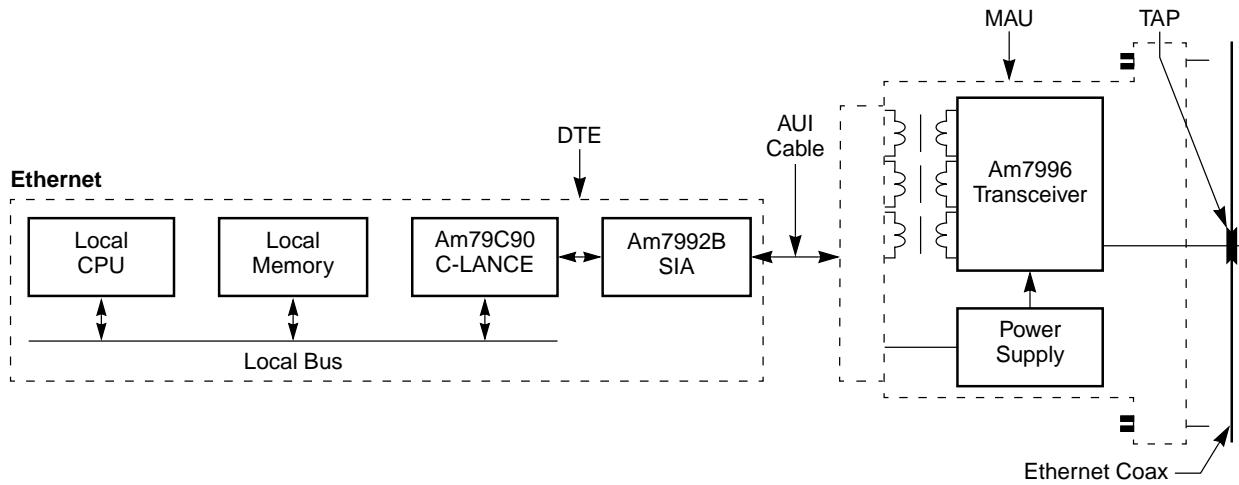 MAU
TAP
DTE
AUI
Cable
Ethernet
Am7996
Transceiver
Local
CPU
Local
Memory
Am79C90
C-LANCE
Am7992B
SIA
Local Bus
Power
Supply
Ethernet Coax